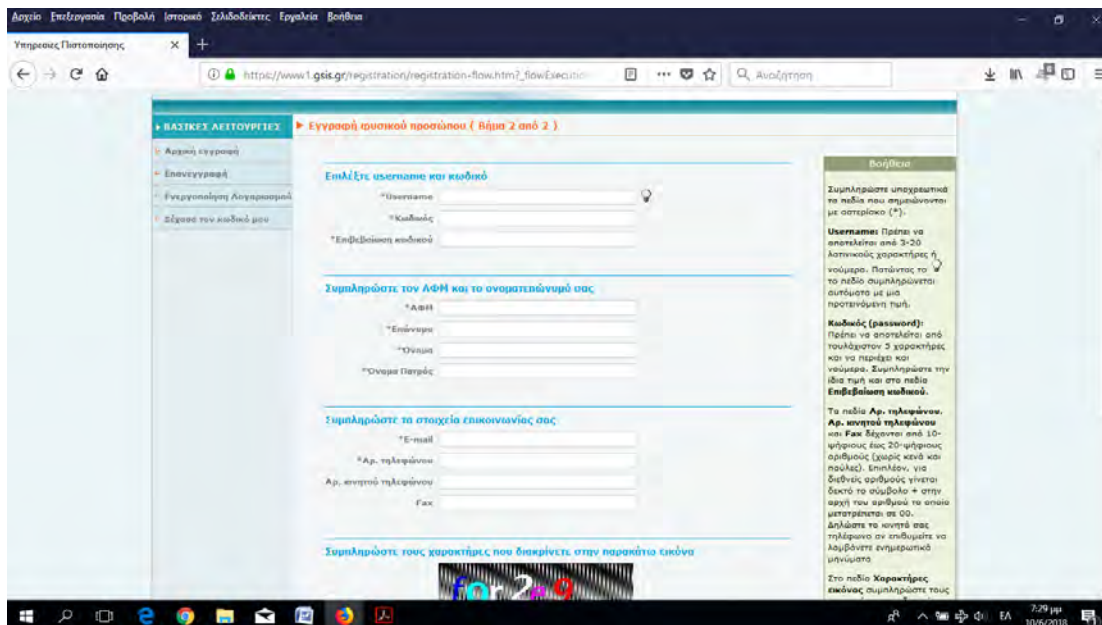 Αρχείο Επεξεργασία Προβολή Ιστορικό Σελιδοδείκτες Εργαλεία Βοήθεια
Υπηρεσίες Πιστοποίησης
https://www1.gsis.gr/registration/registration-flow.htm?_flowExecutio
Αναζήτηση
ΒΑΣΙΚΕΣ ΛΕΙΤΟΥΡΓΙΕΣ
Αρχική εγγραφή
Επανεγγραφή
Ενεργοποίηση Λογαριασμού
Ξέχασα τον κωδικό μου
Εγγραφή φυσικού προσώπου ( Βήμα 2 από 2 )
Επιλέξτε username και κωδικό
*Username
*Κωδικός
*Επιβεβαίωση κωδικού
Συμπληρώστε τον ΑΦΜ και το ονοματεπώνυμό σας
*ΑΦΜ
*Επώνυμο
*Όνομα
*Όνομα Πατρός
Συμπληρώστε τα στοιχεία επικοινωνίας σας
*E-mail
*Αρ. τηλεφώνου
Αρ. κινητού τηλεφώνου
Fax
Συμπληρώστε τους χαρακτήρες που διακρίνετε στην παρακάτω εικόνα
Βοήθεια
Συμπληρώστε υποχρεωτικά
τα πεδία που σημειώνονται
με αστερίσκο (*).
Username: Πρέπει να
αποτελείται από 3-20
λατινικούς χαρακτήρες ή
νούμερα. Πατώντας το
το πεδίο συμπληρώνεται
αυτόματα με μια
προτεινόμενη τιμή.
Κωδικός (password):
Πρέπει να αποτελείται από
τουλάχιστον 5 χαρακτήρες
και να περιέχει και
νούμερα. Συμπληρώστε την
ίδια τιμή και στο πεδίο
Επιβεβαίωση κωδικού.
Τα πεδία Αρ. τηλεφώνου,
Αρ. κινητού τηλεφώνου
και Fax δέχονται από 10-
ψήφιους έως 20-ψήφιους
αριθμούς (χωρίς κενά και
παύλες). Επιπλέον, για
διεθνείς αριθμούς γίνεται
δεκτό το σύμβολο + στην
αρχή του αριθμού το οποίο
μετατρέπεται σε 00.
Δηλώστε το κινητό σας
τηλέφωνο αν επιθυμείτε να
λαμβάνετε ενημερωτικά
μηνύματα
Στο πεδίο Χαρακτήρες
εικόνας συμπληρώστε τους
ΕΛ
7:29 μμ
10/6/2018